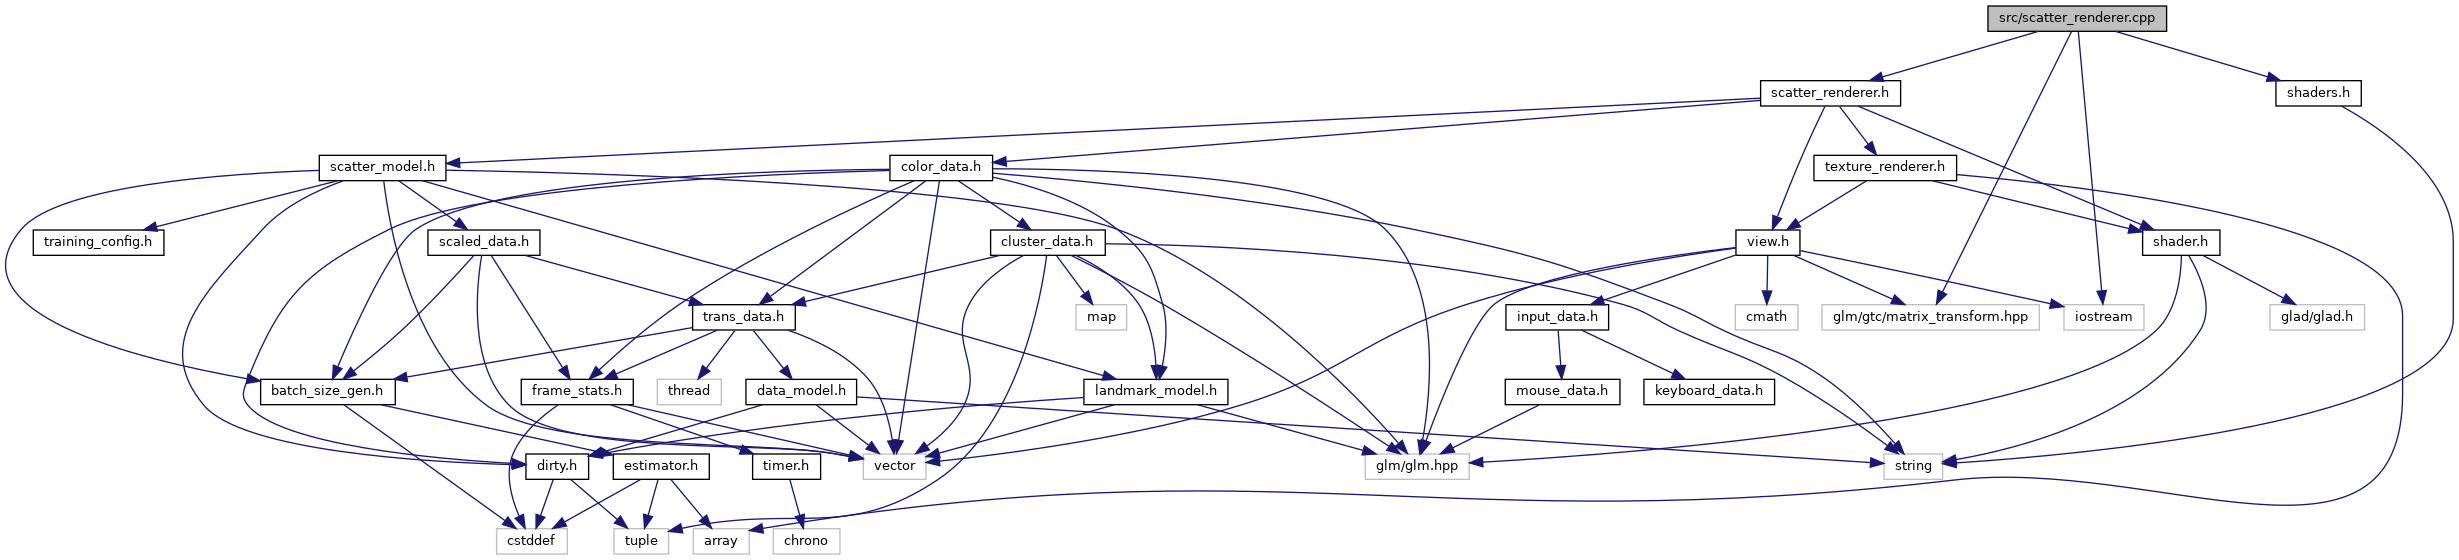 src/scatter_renderer.cpp
scatter_renderer.h
shaders.h
scatter_model.h
color_data.h
texture_renderer.h
training_config.h
scaled_data.h
cluster_data.h
view.h
shader.h
trans_data.h
map
input_data.h
cmath
glm/gtc/matrix_transform.hpp
iostream
glad/glad.h
batch_size_gen.h
frame_stats.h
thread
data_model.h
landmark_model.h
mouse_data.h
keyboard_data.h
dirty.h
estimator.h
timer.h
vector
glm/glm.hpp
string
cstddef
tuple
array
chrono